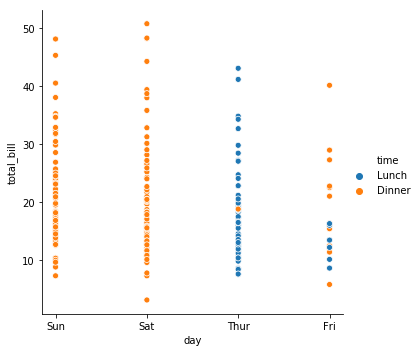 50
40
30
20
10
total_bill
Sun Sat Thur Fri
day
time
Lunch
Dinner